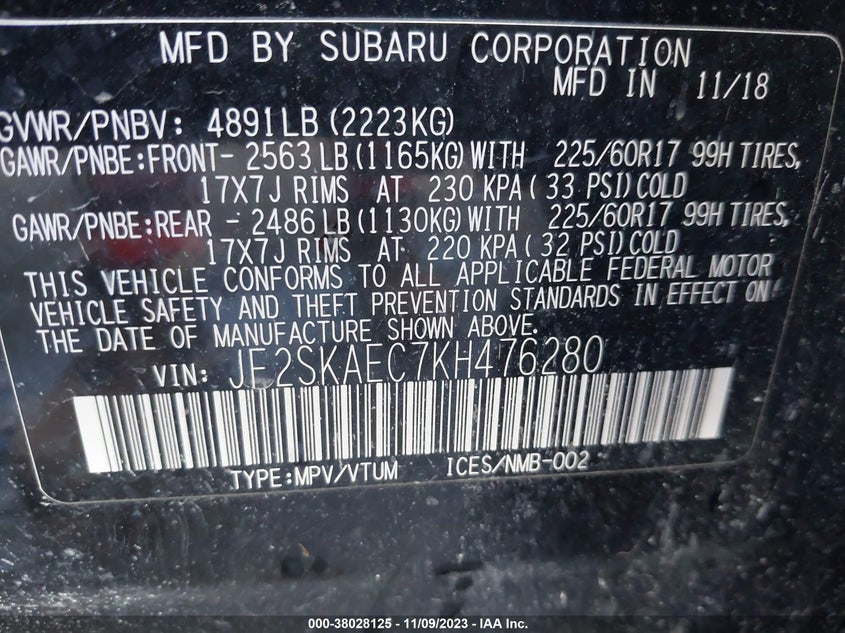 MFD BY SUBARU CORPORATION
MFD IN 11/18
GVWR/PNBV: 4891LB (2223KG)
GAWR/PNBE:FRONT- 2563 LB (1165KG) WITH 225/60R17 99H TIRES,
17X7J RIMS AT 230 KPA( 33 PSI) COLD
GAWR/PNBE:REAR - 2486 LB (1130KG) WITH 225/60R17 99H TIRES,
17X7J RIMS AT 220 KPA( 32 PSI) COLD
THIS VEHICLE CONFORMS TO ALL APPLICABLE FEDERAL MOTOR
VEHICLE SAFETY AND THEFT PREVENTION STANDARDS IN EFFECT ON
THE DATE OF MANUFACTURE SHOWN ABOVE.
VIN: JF2SKAEC7KH476280
TYPE:MPV/VTUM ICES/NMB-002
000-38028125 - 11/09/2023 - IAA Inc.